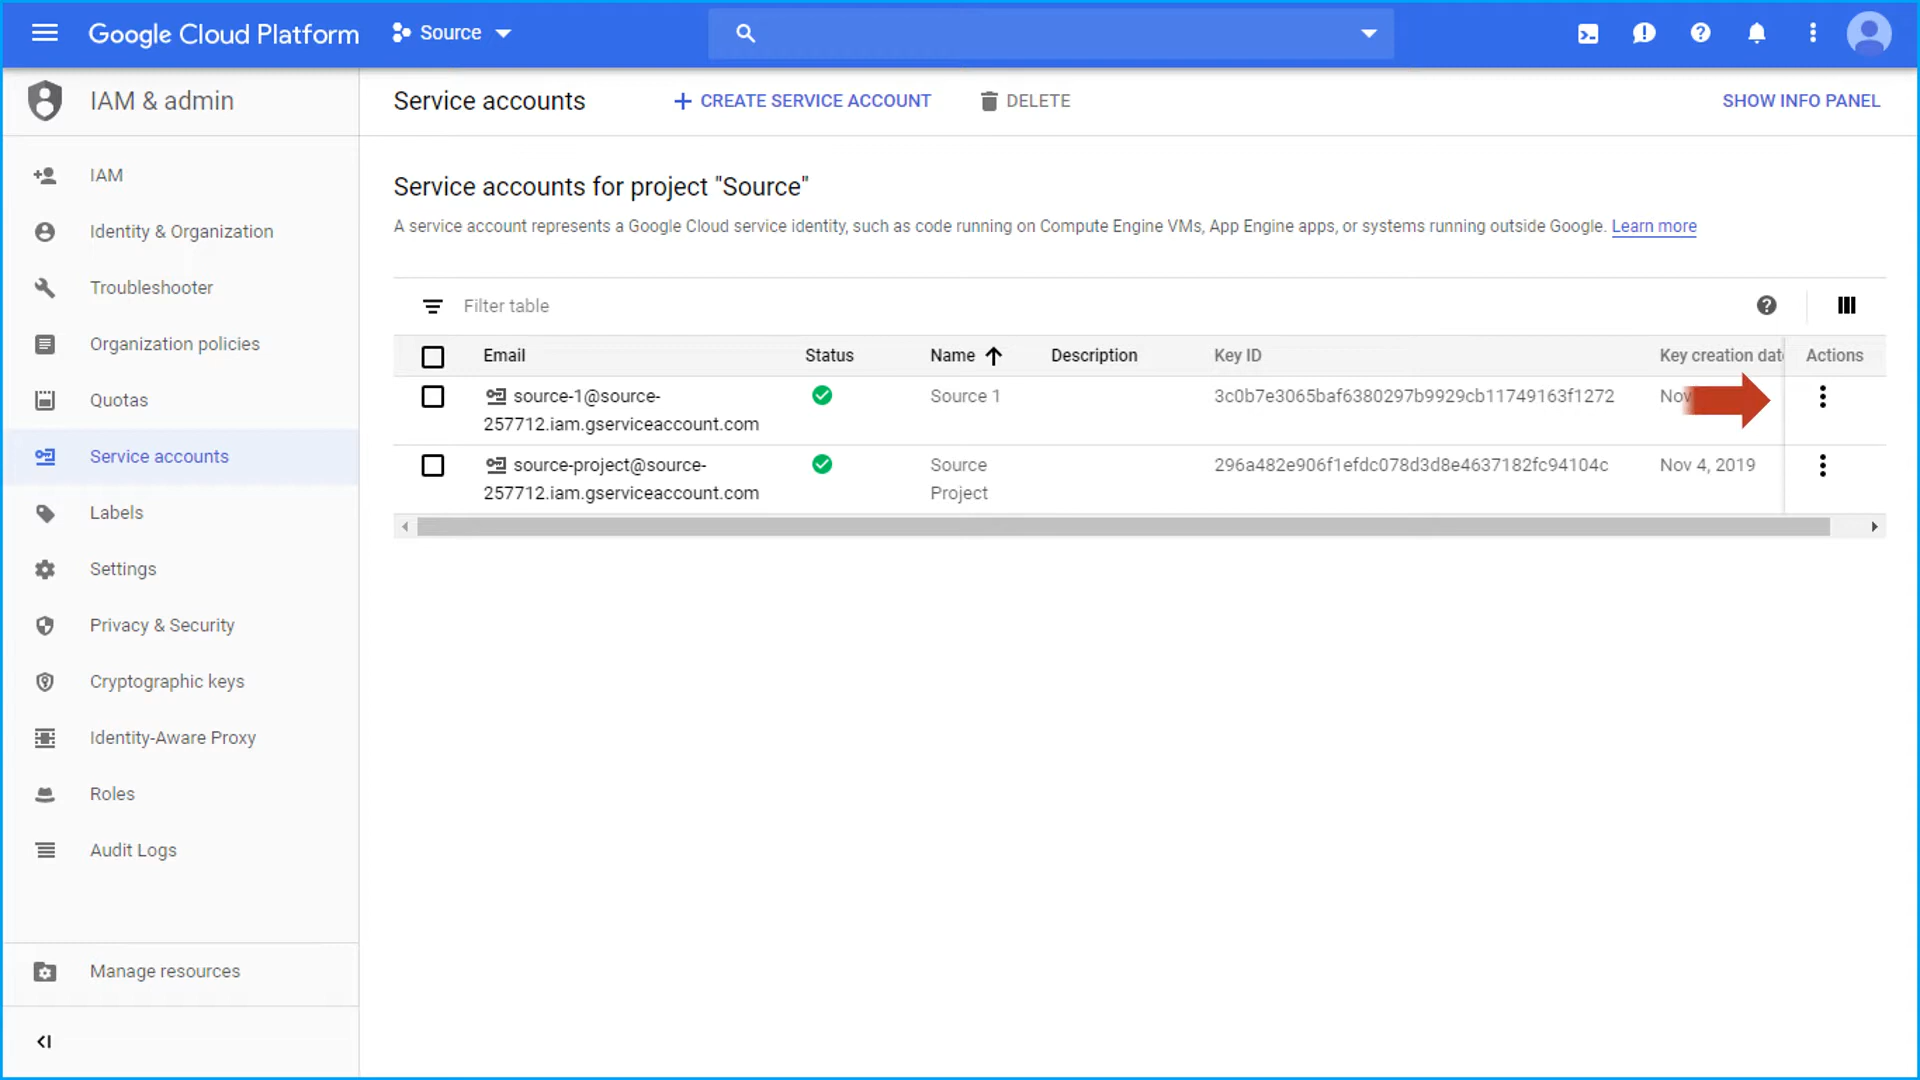 Google Cloud Platform
Source
IAM & admin
Service accounts
CREATE SERVICE ACCOUNT
DELETE
SHOW INFO PANEL
IAM
Identity & Organization
Troubleshooter
Organization policies
Quotas
Service accounts
Labels
Settings
Privacy & Security
Cryptographic keys
Identity-Aware Proxy
Roles
Audit Logs
Manage resources
Service accounts for project "Source"
A service account represents a Google Cloud service identity, such as code running on Compute Engine VMs, App Engine apps, or systems running outside Google. Learn more
Filter table
Email Status Name Description Key ID Key creation dat Actions
source-1@source- Source 1 3c0b7e3065baf6380297b9929cb11749163f1272 Nov
257712.iam.gserviceaccount.com
source-project@source- Source 296a482e906f1efdc078d3d8e4637182fc94104c Nov 4, 2019
257712.iam.gserviceaccount.com Project